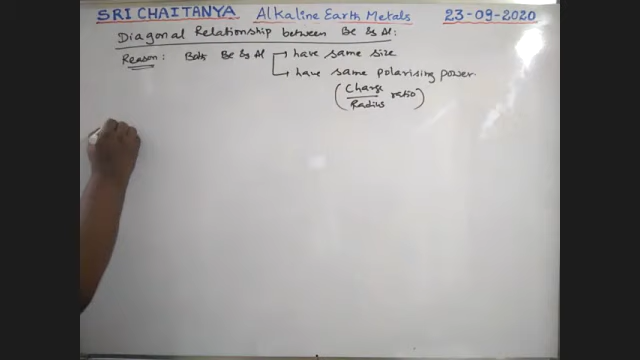 SRI CHAITANYA Alkaline Earth Metals 23-09-2020
Diagonal Relationship between Be & Al:
Reason: Both Be & Al have same size
have same polarising power.
(Charge/Radius ratio)